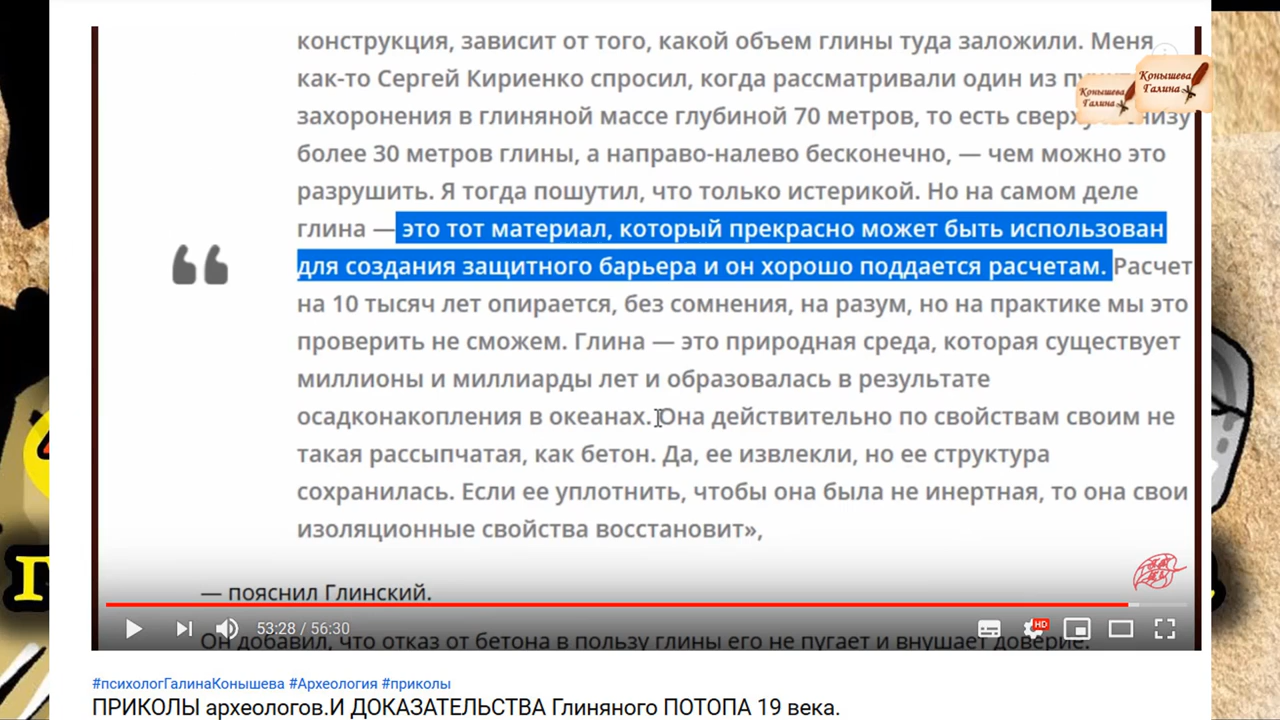 конструкция, зависит от того, какой объем глины туда заложили. Меня
как-то Сергей Кириенко спросил, когда рассматривали один из
захоронения в глиняной массе глубиной 70 метров, то есть сверху
более 30 метров глины, а направо-налево бесконечно, — чем можно это
разрушить. Я тогда пошутил, что только истерикой. Но на самом деле
глина — это тот материал, который прекрасно может быть использован
для создания защитного барьера и он хорошо поддается расчетам. Расчет
на 10 тысяч лет опирается, без сомнения, на разум, но на практике мы это
проверить не сможем. Глина — это природная среда, которая существует
миллионы и миллиарды лет и образовалась в результате
осадконакопления в океанах. Она действительно по свойствам своим не
такая рассыпчатая, как бетон. Да, ее извлекли, но ее структура
сохранилась. Если ее уплотнить, чтобы она была не инертная, то она свои
изоляционные свойства восстановит»,
— пояснил Глинский.
Он добавил, что отказ от бетона в пользу глины его не пугает и внушает доверие.
Конышева
Галина
Конышева
Галина
53:28 / 56:30
HD
#психологГалинаКонышева #Археология #приколы
ПРИКОЛЫ археологов.И ДОКАЗАТЕЛЬСТВА Глиняного ПОТОПА 19 века.